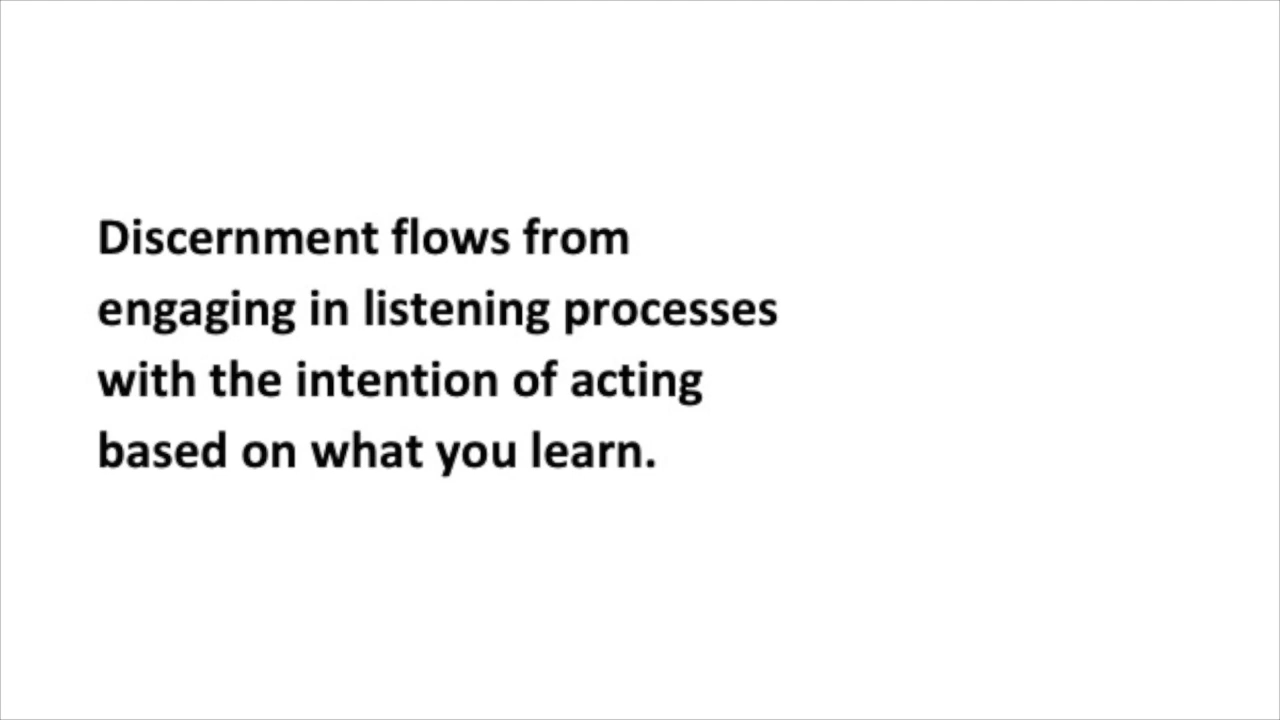 Discernment flows from
engaging in listening processes
with the intention of acting
based on what you learn.